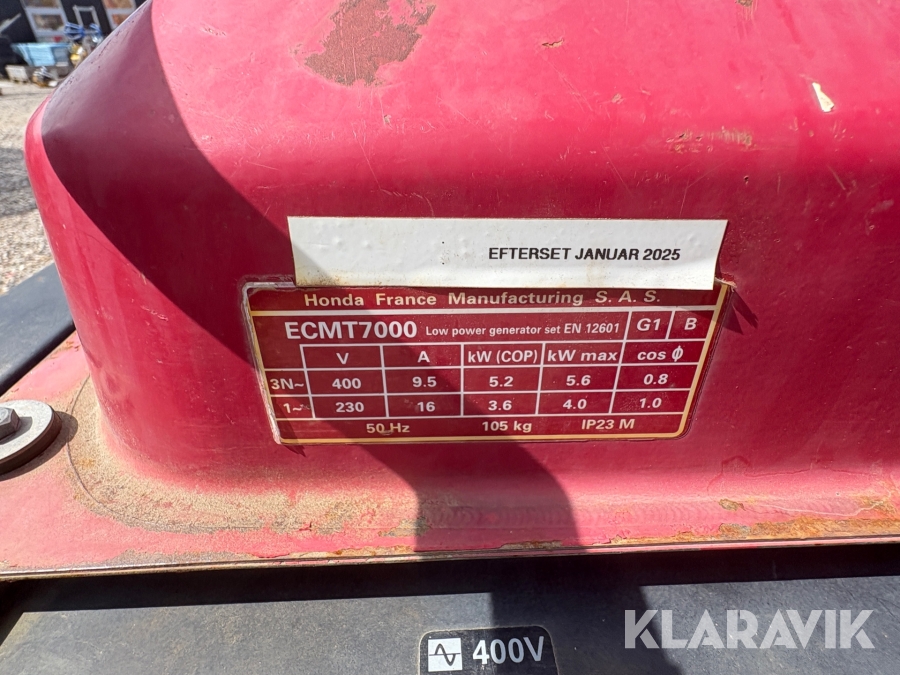 EFTERSET JANUAR 2025
Honda France Manufacturing S. A. S.
ECMT7000 Low power generator set EN 12601 G1 B
V A kW (COP) kW max cos ϕ
3N~ 400 9.5 5.2 5.6 0.8
1~ 230 16 3.6 4.0 1.0
50 Hz 105 kg IP23 M
400V
KLARAVIK